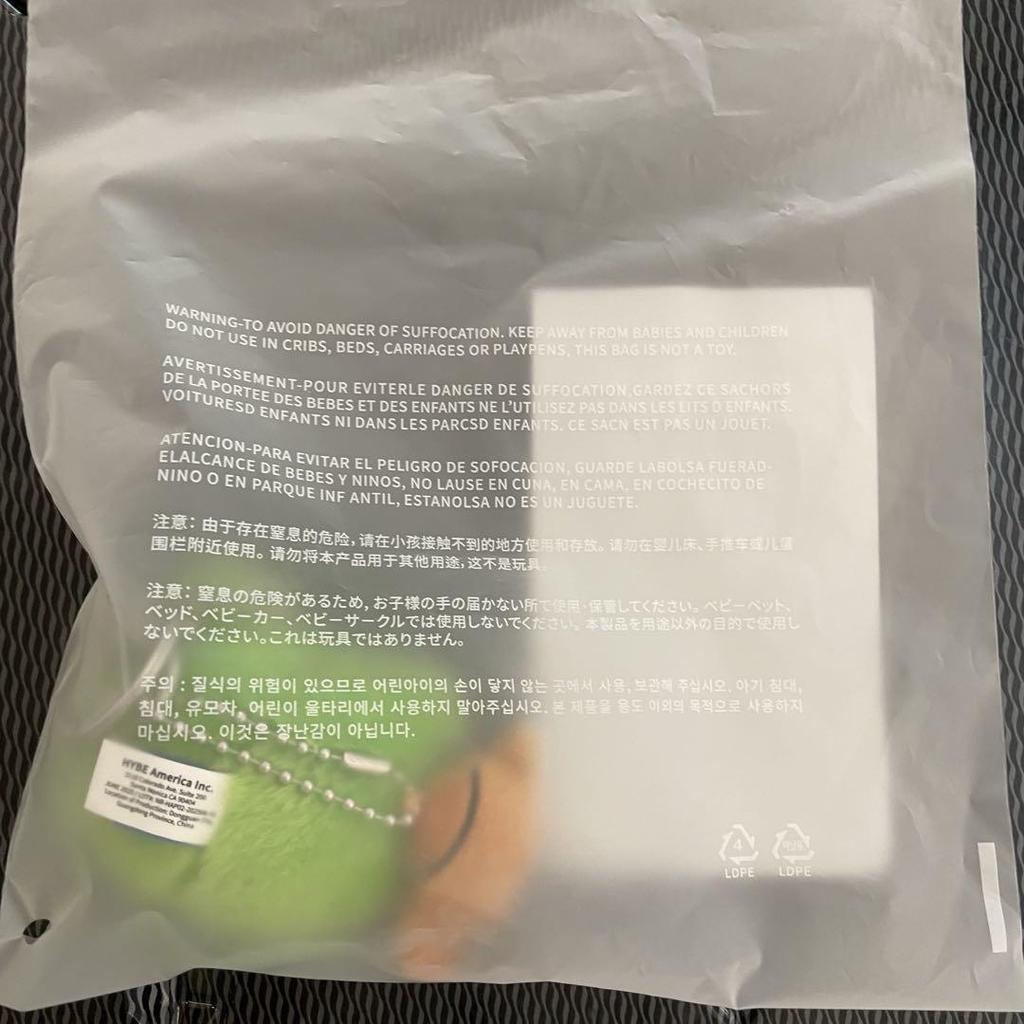 WARNING-TO AVOID DANGER OF SUFFOCATION. KEEP AWAY FROM BABIES AND CHILDREN
DO NOT USE IN CRIBS, BEDS, CARRIAGES OR PLAYPENS, THIS BAG IS NOT A TOY.
AVERTISSEMENT-POUR EVITERLE DANGER DE SUFFOCATION,GARDEZ CE SACHORS
DE LA PORTEE DES BEBES ET DES ENFANTS NE L'UTILISEZ PAS DANS LES LITS D ENFANTS.
VOITURESD ENFANTS NI DANS LES PARCSD ENFANTS. CE SACN EST PAS UN JOUET.
ATENCION-PARA EVITAR EL PELIGRO DE SOFOCACION, GUARDE LABOLSA FUERAD-
ELALCANCE DE BEBES Y NINOS, NO LAUSE EN CUNA, EN CAMA, EN COCHECITO DE
NINO O EN PARQUE INF ANTIL, ESTANOLSA NO ES UN JUGUETE.
注意：由于存在窒息的危险，请在小孩接触不到的地方使用和存放。请勿在婴儿床、手推车或儿童
围栏附近使用。请勿将本产品用于其他用途，这不是玩具。
注意：窒息の危険があるため，お子様の手の届かない所で使用·保管してください。ベビーベット、
ベッド、ベビーカー、ベビーサークルでは使用しないでください。本製品を用途以外の目的で使用し
ないでください。これは玩具ではありません。
주의 : 질식의 위험이 있으므로 어린아이의 손이 닿지 않는 곳에서 사용, 보관해 주십시오. 아기 침대,
침대, 유모차, 어린이 울타리에서 사용하지 말아주십시오. 본 제품을 용도 이외의 목적으로 사용하지
마십시오. 이것은 장난감이 아닙니다.
HYBE America Inc.
Colorado Ave, Suite 200
Santa Monica CA 90404
JUNE 2025
Location of Production: Dongguan
Guangdong Province, China
4
LDPE
LDPE